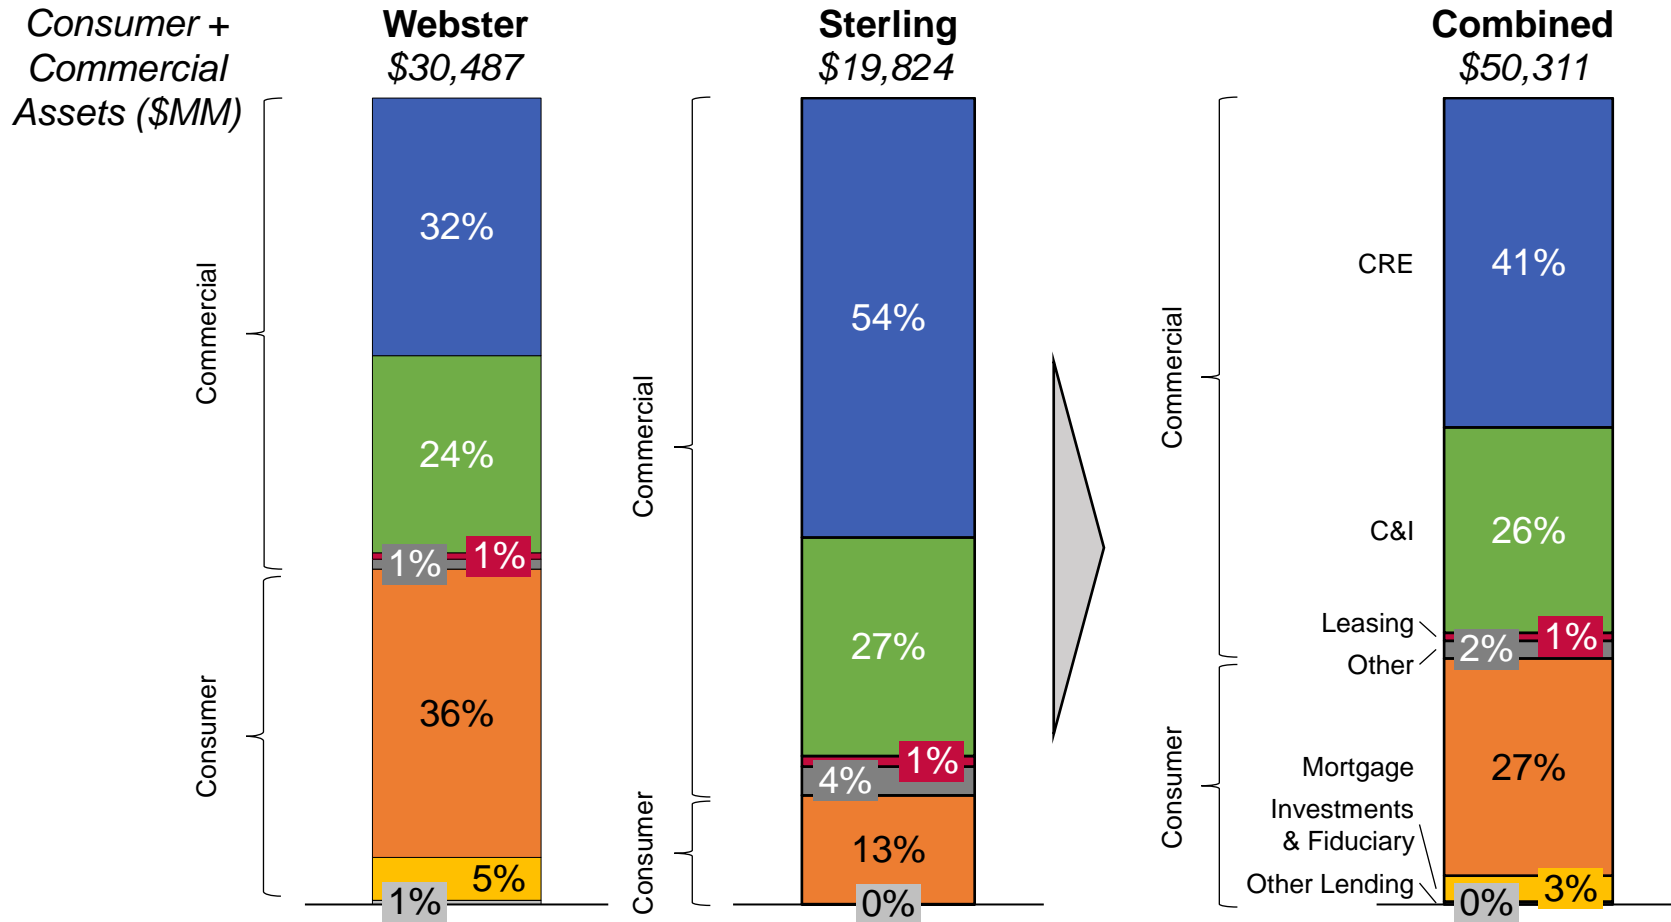 Consumer +
Commercial
Assets ($MM)
Webster
$30,487
Commercial
32%
24%
1%
1%
Consumer
36%
5%
1%
Sterling
$19,824
Commercial
54%
27%
1%
4%
Consumer
13%
0%
Combined
$50,311
Commercial
CRE
41%
C&I
26%
Leasing
1%
Other
2%
Consumer
Mortgage
27%
Investments
& Fiduciary
3%
Other Lending
0%